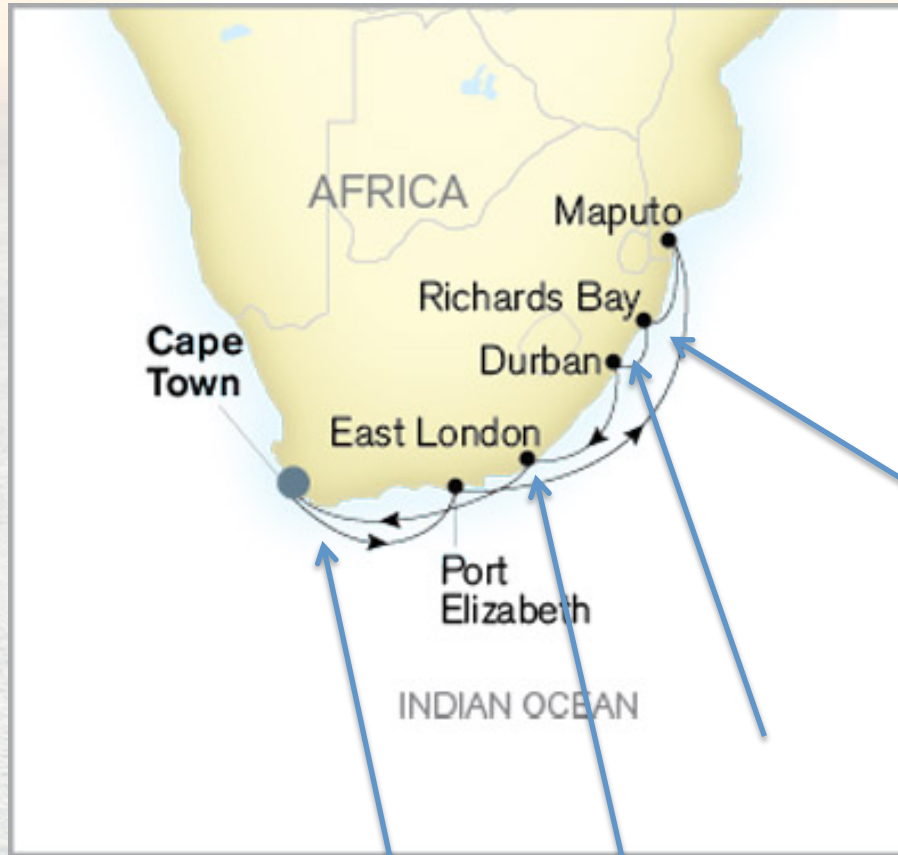 AFRICA
Maputo
Richards Bay
Cape
Town
Durban
East London
Port
Elizabeth
INDIAN OCEAN